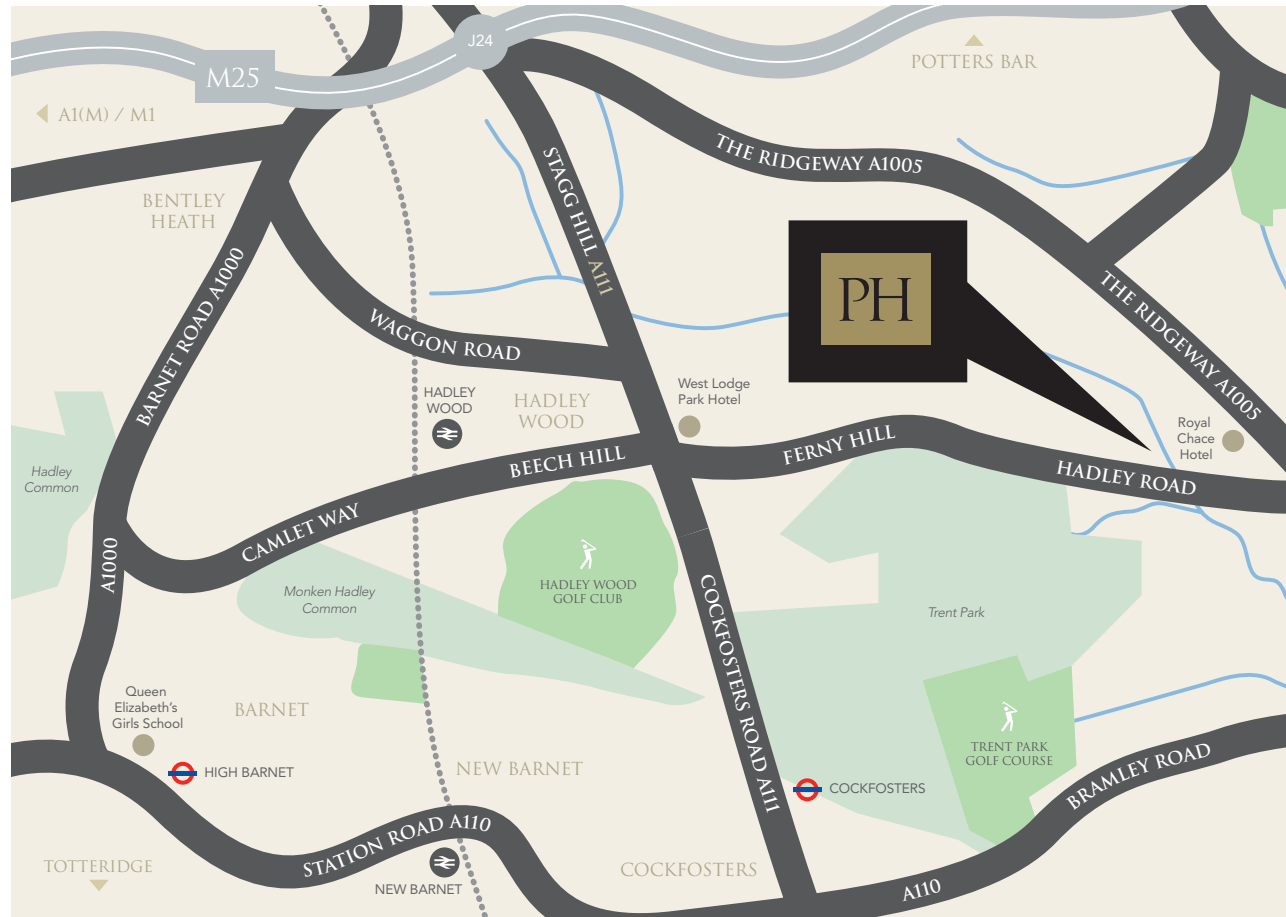 J24
M25
POTTERS BAR
A1(M) / M1
THE RIDGEWAY A1005
STAGG HILL A111
BENTLEY
HEATH
BARNET ROAD A1000
PH
THE RIDGEWAY A1005
WAGGON ROAD
HADLEY
WOOD
HADLEY
WOOD
West Lodge
Park Hotel
Royal
Chace
Hotel
FERNY HILL
HADLEY ROAD
BEECH HILL
Hadley
Common
CAMLET WAY
A1000
HADLEY WOOD
GOLF CLUB
Monken Hadley
Common
Trent Park
COCKFOSTERS ROAD A111
Queen
Elizabeth's
Girls School
BARNET
TRENT PARK
GOLF COURSE
HIGH BARNET
NEW BARNET
COCKFOSTERS
BRAMLEY ROAD
STATION ROAD A110
TOTTERIDGE
COCKFOSTERS
NEW BARNET
A110